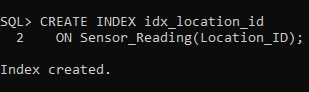 SQL> CREATE INDEX idx_location_id
  2    ON Sensor_Reading(Location_ID);
Index created.